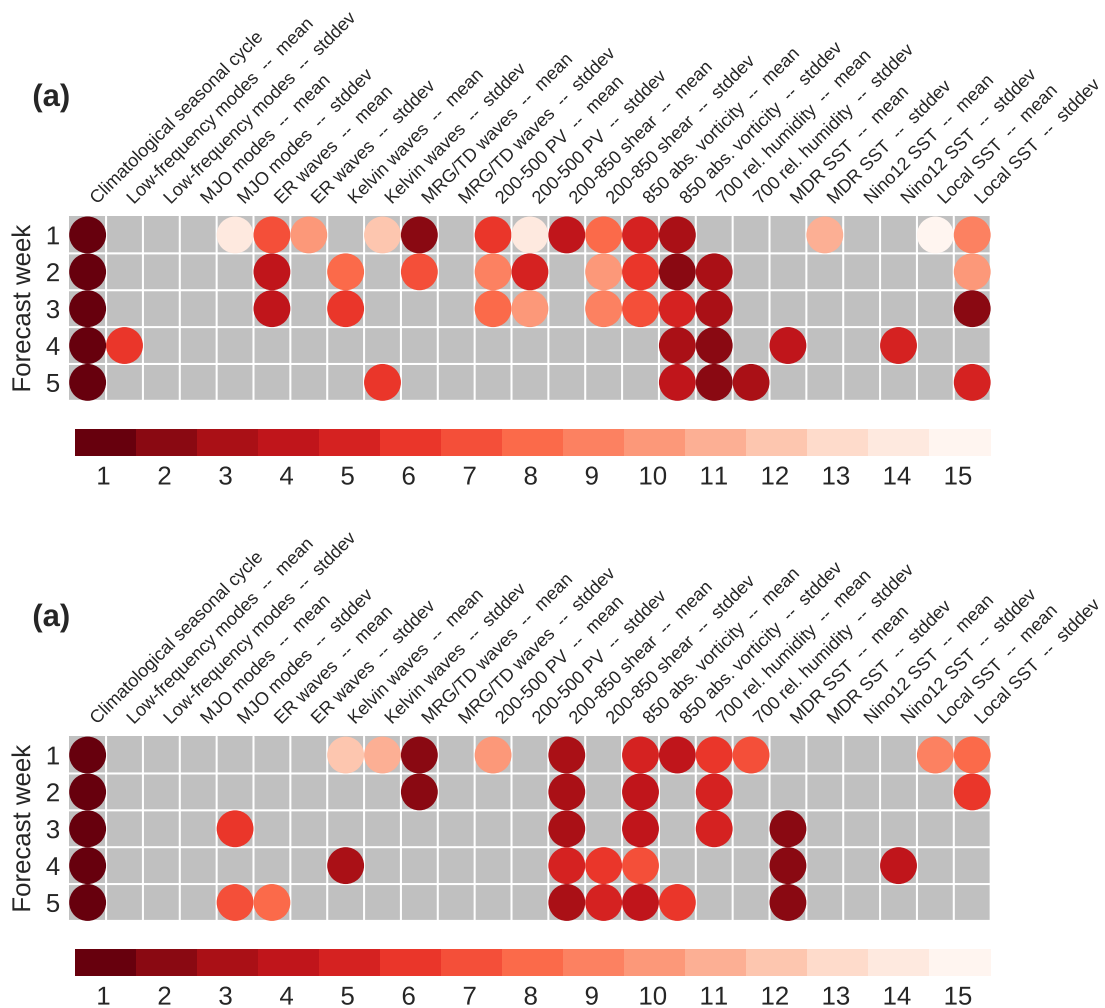 (a)
Climatological seasonal cycle
Low-frequency modes -- mean
Low-frequency modes -- stddev
MJO modes -- mean
MJO modes -- stddev
ER waves -- mean
ER waves -- stddev
Kelvin waves -- mean
Kelvin waves -- stddev
MRG/TD waves -- mean
MRG/TD waves -- stddev
200-500 PV -- mean
200-500 PV -- stddev
200-850 shear -- mean
200-850 shear -- stddev
850 abs. vorticity -- mean
850 abs. vorticity -- stddev
700 rel. humidity -- mean
700 rel. humidity -- stddev
MDR SST -- mean
MDR SST -- stddev
Nino12 SST -- mean
Nino12 SST -- stddev
Local SST -- mean
Local SST -- stddev
Forecast week
1
2
3
4
5
1 2 3 4 5 6 7 8 9 10 11 12 13 14 15
(a)
Climatological seasonal cycle
Low-frequency modes -- mean
Low-frequency modes -- stddev
MJO modes -- mean
MJO modes -- stddev
ER waves -- mean
ER waves -- stddev
Kelvin waves -- mean
Kelvin waves -- stddev
MRG/TD waves -- mean
MRG/TD waves -- stddev
200-500 PV -- mean
200-500 PV -- stddev
200-850 shear -- mean
200-850 shear -- stddev
850 abs. vorticity -- mean
850 abs. vorticity -- stddev
700 rel. humidity -- mean
700 rel. humidity -- stddev
MDR SST -- mean
MDR SST -- stddev
Nino12 SST -- mean
Nino12 SST -- stddev
Local SST -- mean
Local SST -- stddev
Forecast week
1
2
3
4
5
1 2 3 4 5 6 7 8 9 10 11 12 13 14 15